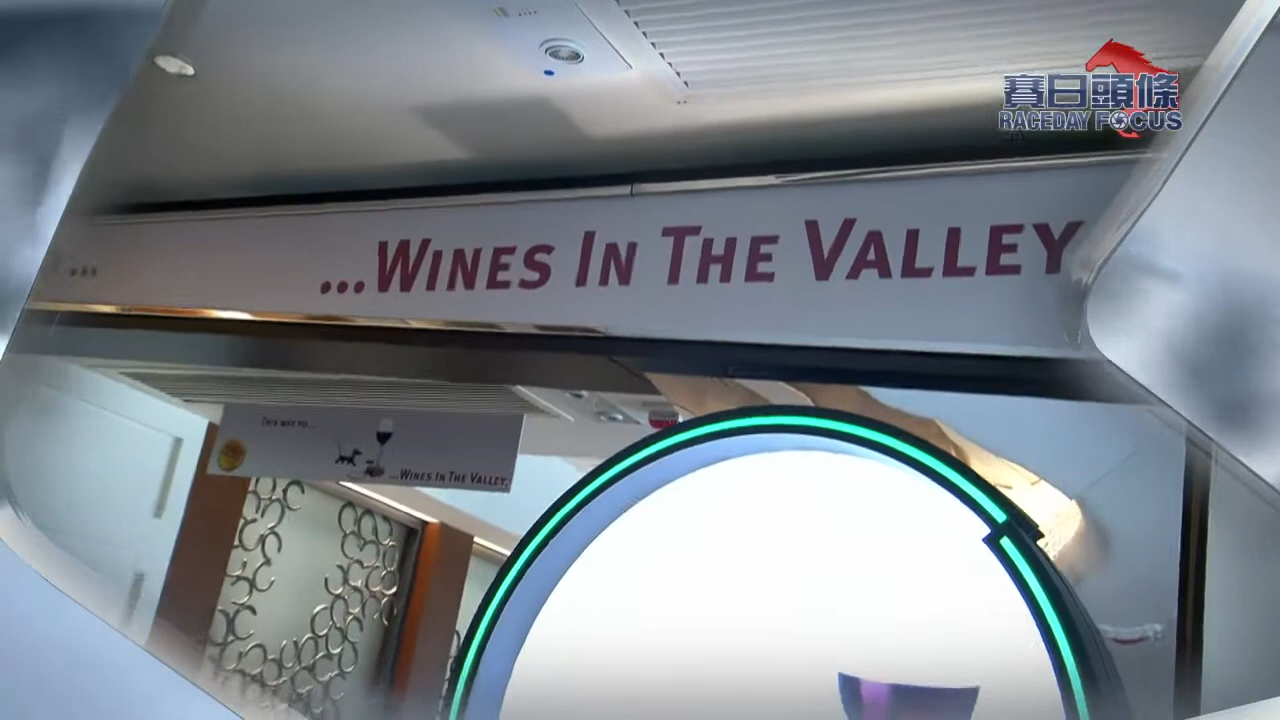 賽日頭條
RACEDAY FOCUS
...WINES IN THE VALLEY
THIS WAY TO...
...WINES IN THE VALLEY